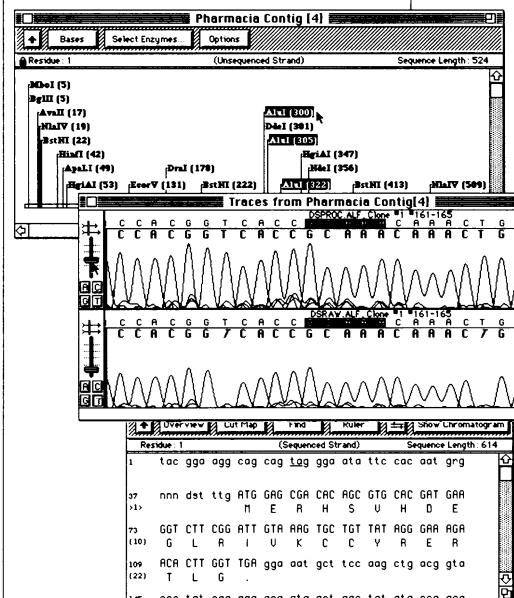 Pharmacia Contig [4]
Bases Select Enzymes... Options
Residue: 1 (Unsequenced Strand) Sequence Length: 524
MboI (5)
BglII (5)
AvaII (17) AluI (300)
NlaIV (19) DdeI (301)
BstNI (22) AluI (305)
HinfI (42) HgiAI (347)
ApaLI (49) DraI (178) NdeI (356)
HgiAI (53) EcorV (131) BstNI (222) AluI (322) BstNI (413) NlaIV (509)
Traces from Pharmacia Contig[4]
DSPROC.ALF Clone #1 #161-165
C C A C G G T C A C C G C A A A C A A A C T G
C C A C G G T C A C C G C A A A C A A A C T G
A C
G T
DSRAW.ALF Clone #1 #161-165
C C A C G G T C A C C G C A A A C A A A C T G
C C A C G G T C A C C G C A A A C A A A C T G
A C
G T
Overview Cut Map Find Ruler Show Chromatogram
Residue: 1 (Sequenced Strand) Sequence Length: 614
1 tac gga agg cag cag tag gga ata ttc cac aat grg
37 nnn dst ttg ATG GAG CGA CAC AGC GTG CAC GAT GAA
>1> M E R H S V H D E
73 GGT CTT CGG ATT GTA AAG TGC TGT TAT AGG GAA AGA
(10) G L R I V K C C Y R E R
109 ACA CTT GGT TGA gga aat gct tcc aag ctg acg gta
(22) T L G .